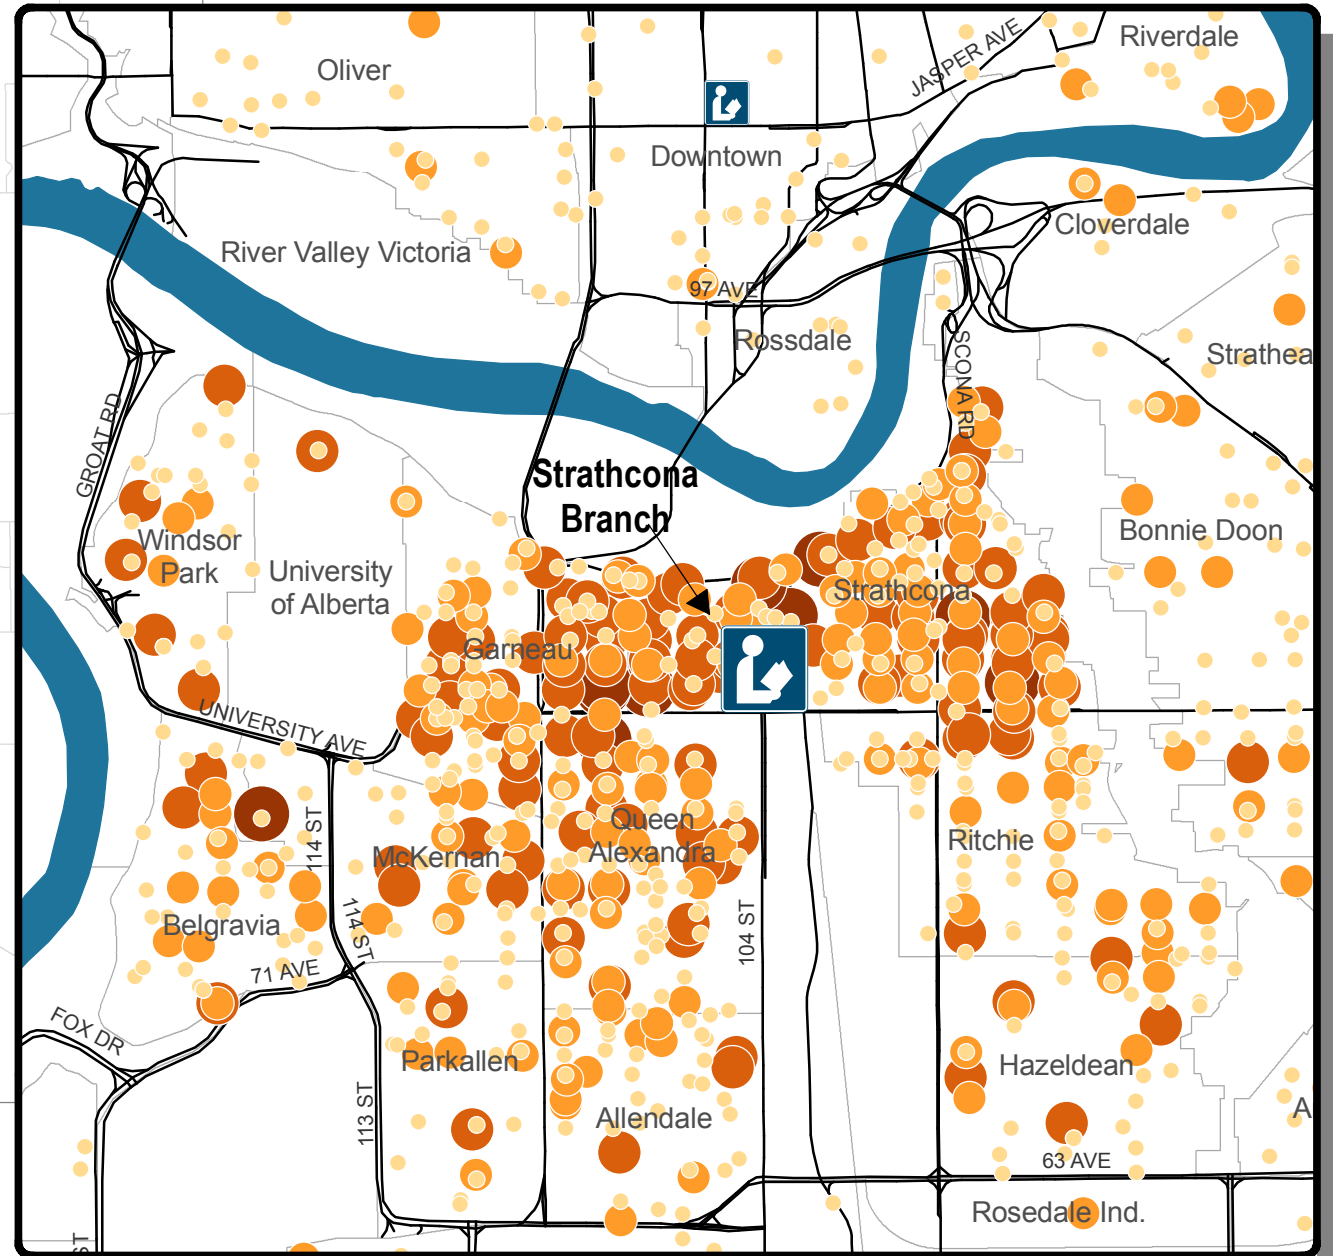 Riverdale
JASPER AVE
Oliver
Downtown
River Valley Victoria
Cloverdale
97 AVE
Rossdale
SCONA RD
Strathea
GROAT RD
Strathcona
Branch
Windsor
Park
University
of Alberta
Bonnie Doon
Strathcona
Garneau
UNIVERSITY AVE
114 ST
Queen
Alexandra
McKernan
Ritchie
Belgravia
114 ST
104 ST
71 AVE
FOX DR
Parkallen
Hazeldean
113 ST
Allendale
A
63 AVE
Rosedale Ind.
ST